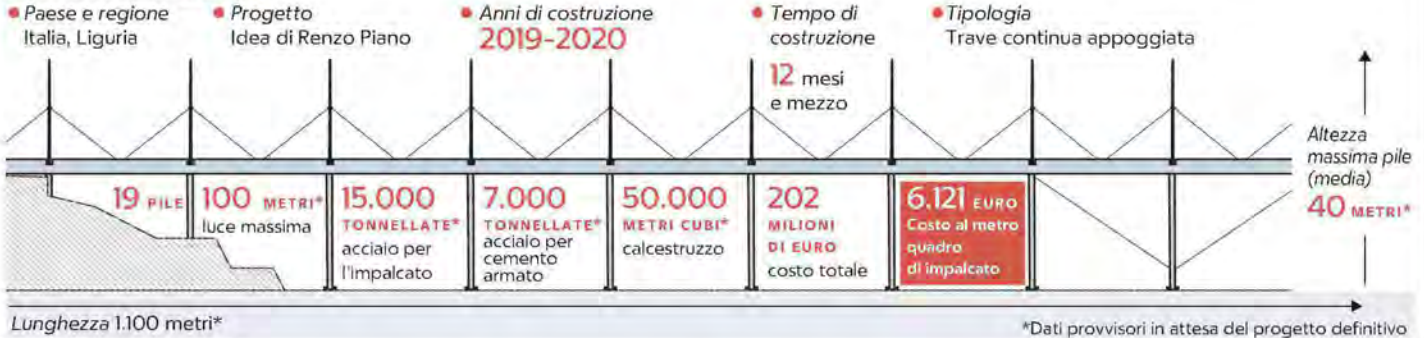 Paese e regione
Italia, Liguria
Progetto
Idea di Renzo Piano
Anni di costruzione
2019-2020
Tempo di
costruzione
12 mesi
e mezzo
Tipologia
Trave continua appoggiata
Altezza
massima pile
(media)
40 METRI*
19 PILE
100 METRI*
luce massima
15.000
TONNELLATE*
acciaio per
l'impalcato
7.000
TONNELLATE*
acciaio per
cemento
armato
50.000
METRI CUBI*
calcestruzzo
202
MILIONI
DI EURO
costo totale
6.121 EURO
Costo al metro
quadro
di impalcato
Lunghezza 1.100 metri*
*Dati provvisori in attesa del progetto definitivo